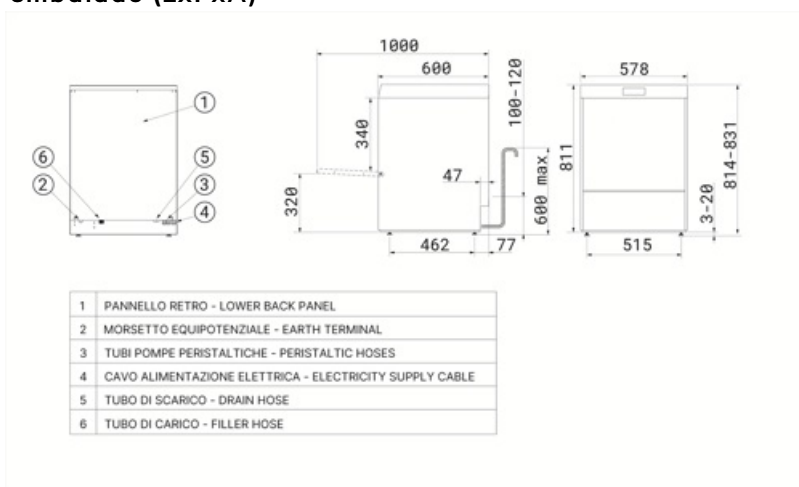 1000
600
578
100-120
340
811
814-831
1
6
5
47
600 max
2
3
320
3-20
4
462
77
515
1 PANNELLO RETRO - LOWER BACK PANEL
2 MORSETTO EQUIPOTENZIALE - EARTH TERMINAL
3 TUBI POMPE PERISTALTICHE - PERISTALTIC HOSES
4 CAVO ALIMENTAZIONE ELETTRICA - ELECTRICITY SUPPLY CABLE
5 TUBO DI SCARICO - DRAIN HOSE
6 TUBO DI CARICO - FILLER HOSE